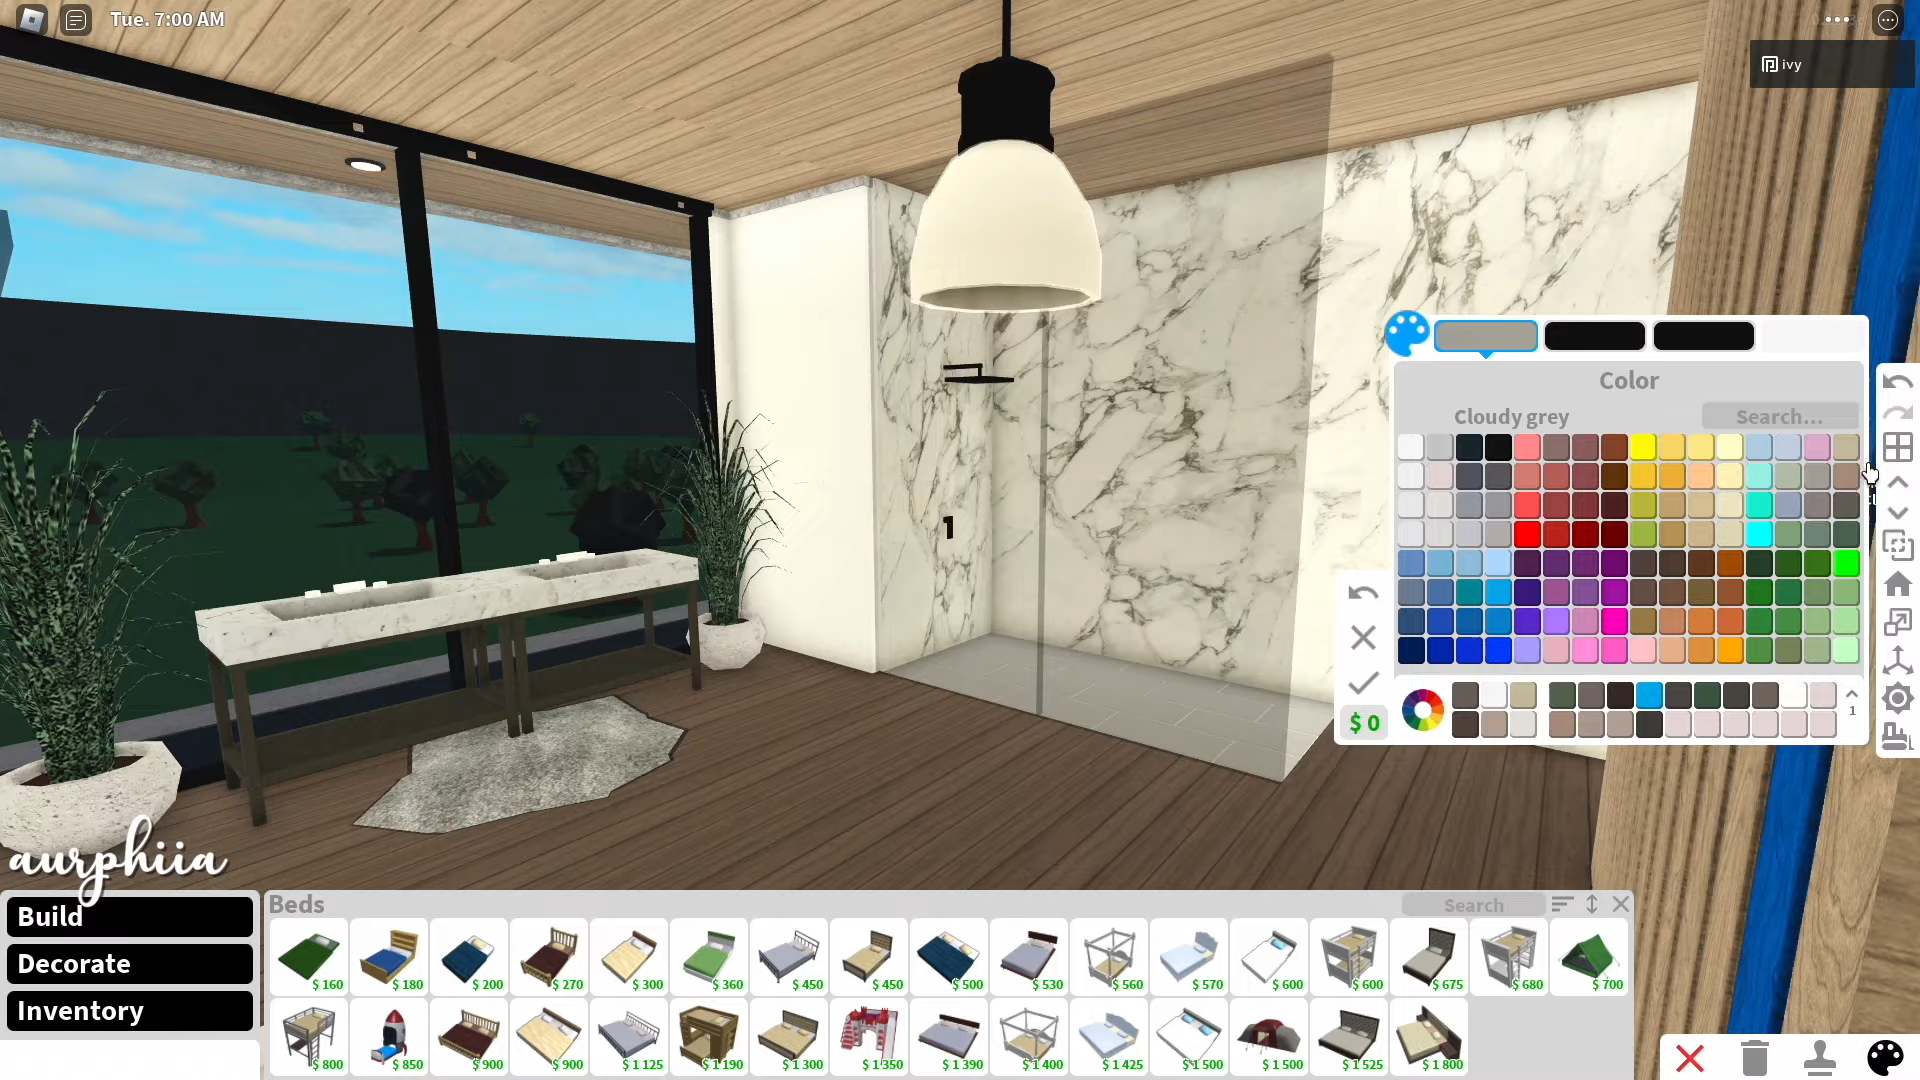 Tue. 7:00 AM
ivy
Color
Cloudy grey
Search...
$ 0
1
aurphiia
Build
Decorate
Inventory
Beds
Search
$ 160
$ 180
$ 200
$ 270
$ 300
$ 360
$ 450
$ 450
$ 500
$ 530
$ 560
$ 570
$ 600
$ 600
$ 675
$ 680
$ 700
$ 800
$ 850
$ 900
$ 900
$ 1 125
$ 1 190
$ 1 300
$ 1 350
$ 1 390
$ 1 400
$ 1 425
$ 1 500
$ 1 500
$ 1 525
$ 1 800